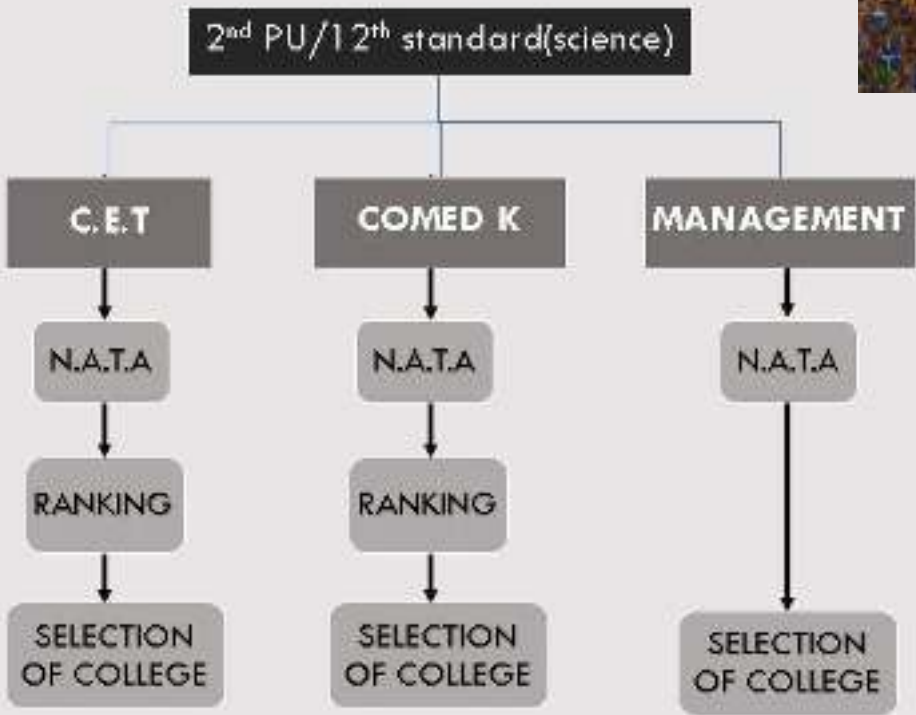 2nd PU/12th standard(science)
C.E.T
COMED K
MANAGEMENT
N.A.T.A
N.A.T.A
N.A.T.A
RANKING
RANKING
SELECTION
OF COLLEGE
SELECTION
OF COLLEGE
SELECTION
OF COLLEGE